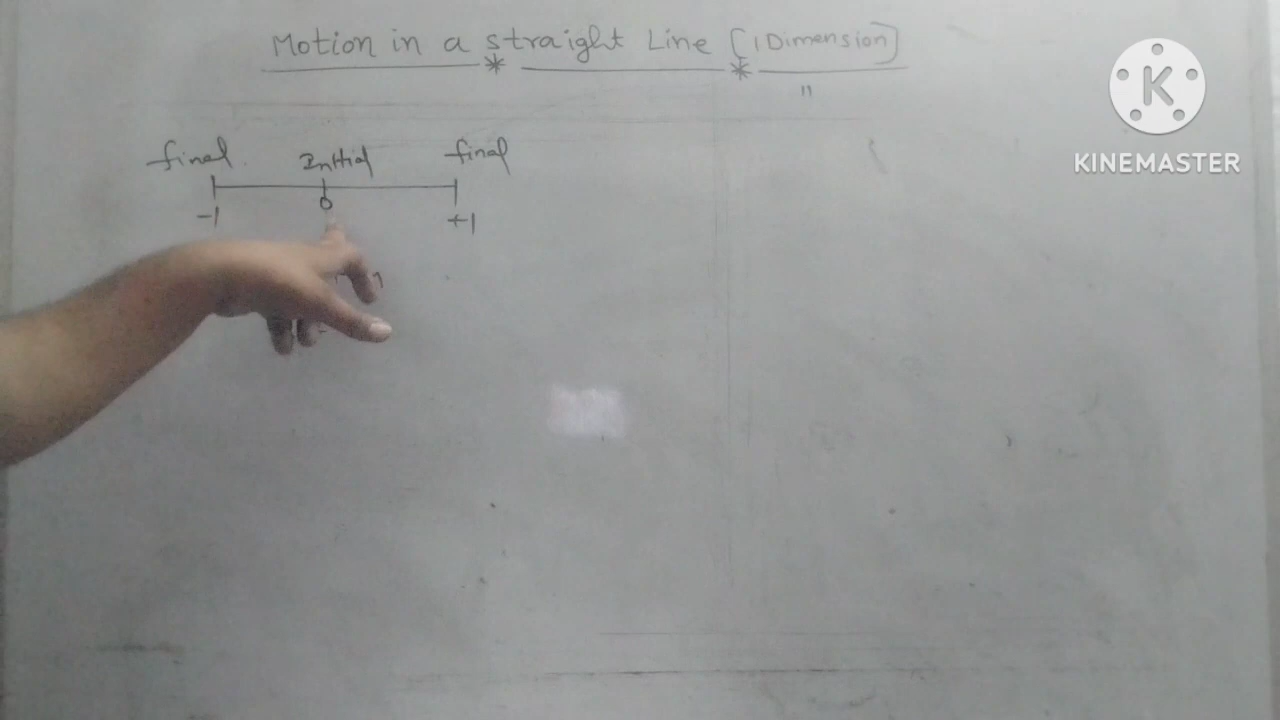 Motion in a straight Line [1 Dimension]
"
final Initial final
-1 0 +1
K
KINEMASTER